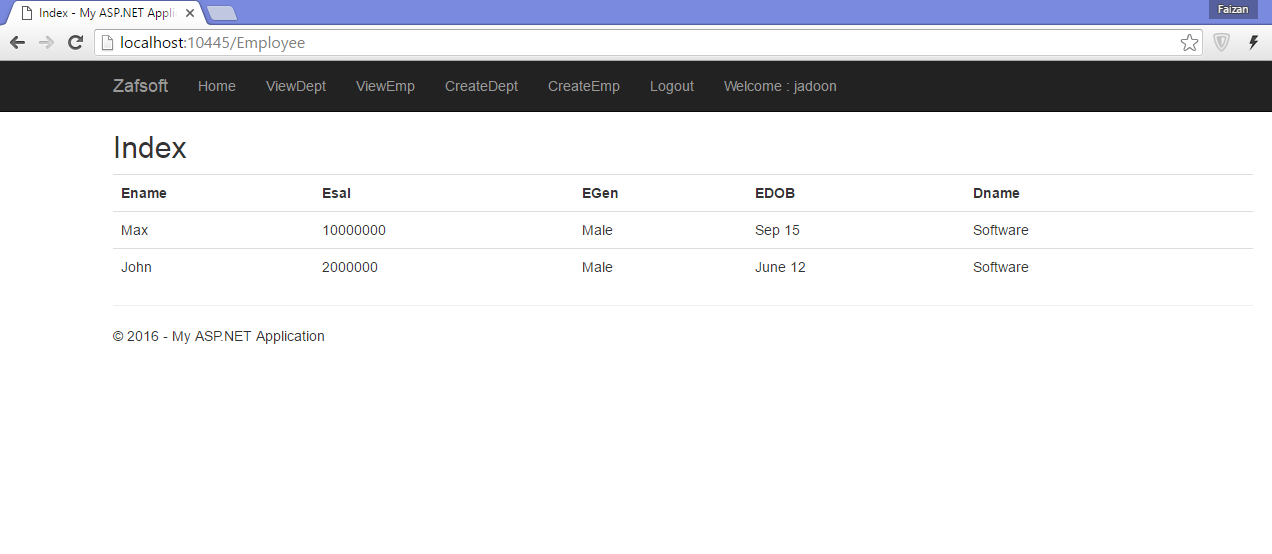 Index - My ASP.NET Appli
Faizan
localhost:10445/Employee
Zafsoft Home ViewDept ViewEmp CreateDept CreateEmp Logout Welcome : jadoon
Index
Ename Esal EGen EDOB Dname
Max 10000000 Male Sep 15 Software
John 2000000 Male June 12 Software
© 2016 - My ASP.NET Application